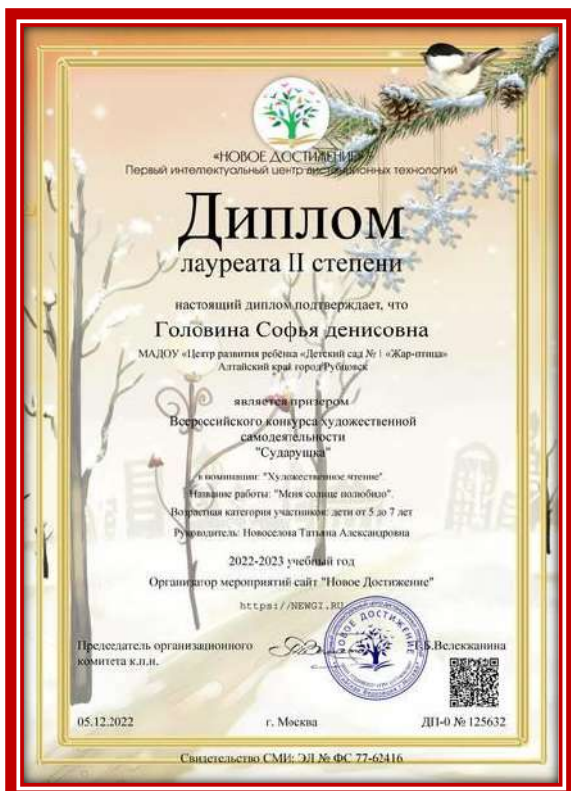 «НОВОЕ ДОСТИЖЕНИЕ»
Первый интеллектуальный центр дистанционных технологий
Диплом
лауреата II степени
настоящий диплом подтверждает, что
Головина Софья денисовна
МАДОУ «Центр развития ребёнка «Детский сад № 1 «Жар-птица»
Алтайский край город Рубцовск
является призером
Всероссийского конкурса художественной
самодеятельности
"Сударушка"
в номинации: "Художественное чтение"
Название работы: "Меня солнце полюбило".
Возрастная категория участников: дети от 5 до 7 лет
Руководитель: Новоселова Татьяна Александровна
2022-2023 учебный год
Организатор мероприятий сайт "Новое Достижение"
https://NEWGI.RU
Председатель организационного
комитета к.п.н.
НОВОЕ ДОСТИЖЕНИЕ
Велекжанина
05.12.2022
г. Москва
ДП-0 № 125632
Свидетельство СМИ: ЭЛ № ФС 77-62416